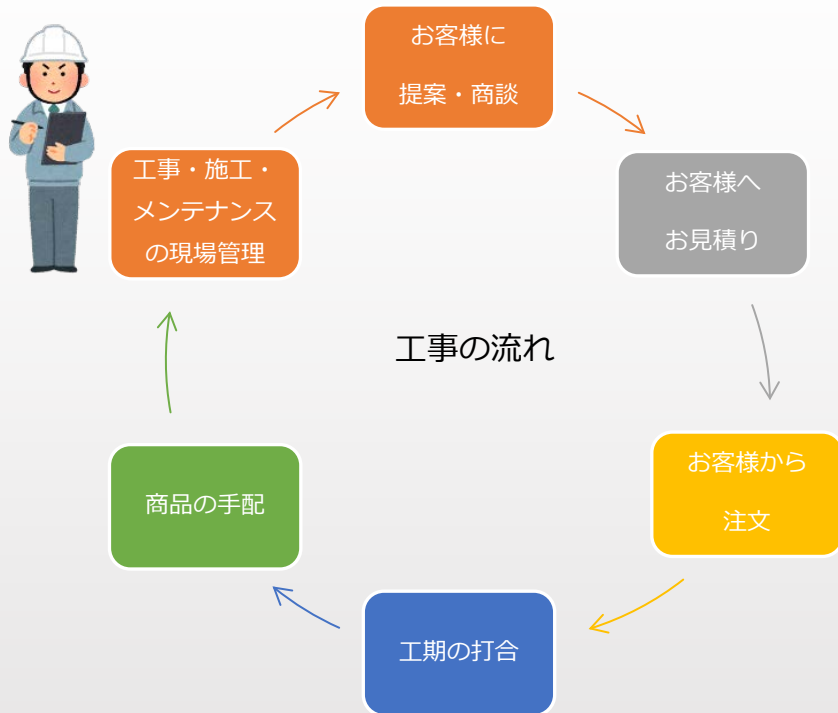 お客様に
提案・商談
お客様へ
お見積り
お客様から
注文
工期の打合
商品の手配
工事・施工・
メンテナンス
の現場管理
工事の流れ